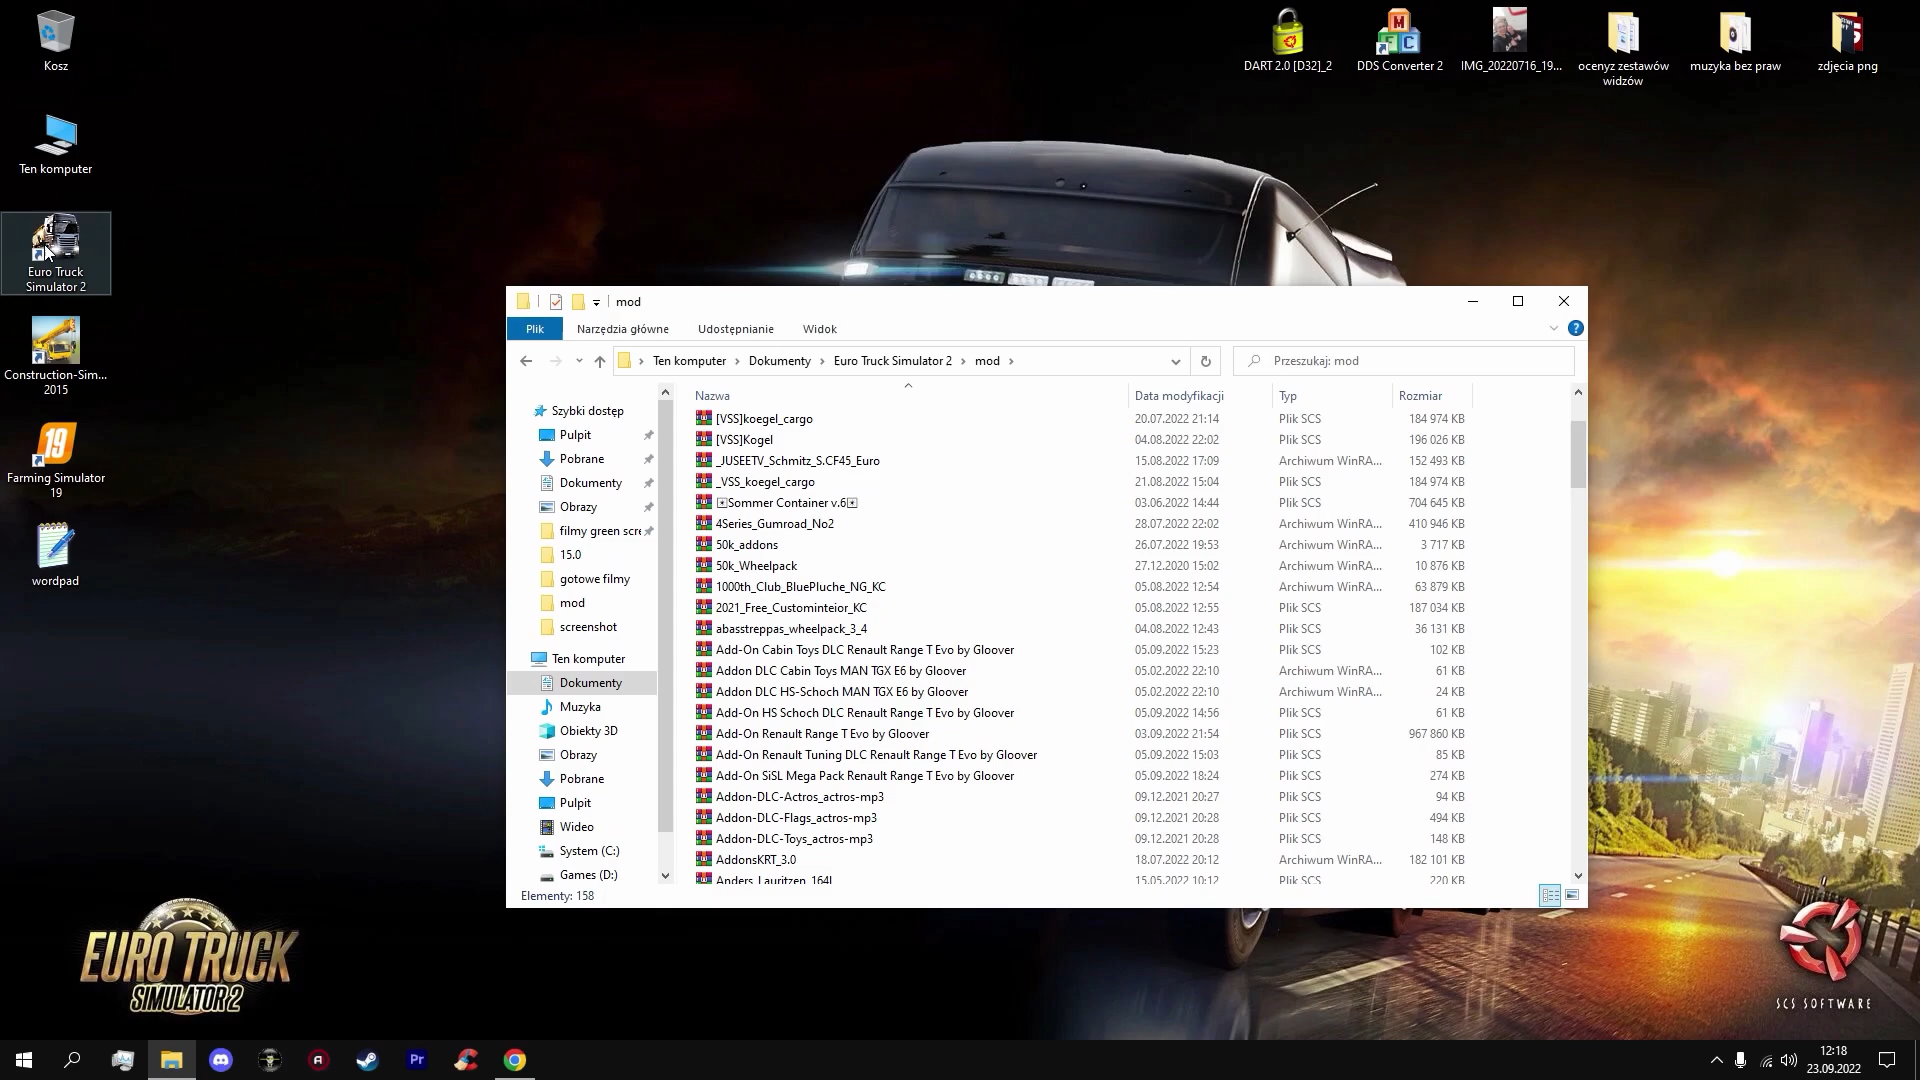 Kosz
Ten komputer
Euro Truck
Simulator 2
Construction-Sim...
2015
19
Farming Simulator
19
wordpad
DART 2.0 [D32]_2
M
F C
DDS Converter 2
IMG_20220716_19...
ocenyz zestawów
widzów
muzyka bez praw
zdjęcia png
mod
Plik Narzędzia główne Udostępnianie Widok
Ten komputer › Dokumenty › Euro Truck Simulator 2 › mod ›
Przeszukaj: mod
Szybki dostęp
Pulpit
Pobrane
Dokumenty
Obrazy
filmy green scre
15.0
gotowe filmy
mod
screenshot
Ten komputer
Dokumenty
Muzyka
Obiekty 3D
Obrazy
Pobrane
Pulpit
Wideo
System (C:)
Games (D:)
Nazwa Data modyfikacji Typ Rozmiar
[VSS]koegel_cargo 20.07.2022 21:14 Plik SCS 184 974 KB
[VSS]Kogel 04.08.2022 22:02 Plik SCS 196 026 KB
_JUSEETV_Schmitz_S.CF45_Euro 15.08.2022 17:09 Archiwum WinRA... 152 493 KB
_VSS_koegel_cargo 21.08.2022 15:04 Plik SCS 184 974 KB
Sommer Container v.6 03.06.2022 14:44 Plik SCS 704 645 KB
4Series_Gumroad_No2 28.07.2022 22:02 Archiwum WinRA... 410 946 KB
50k_addons 26.07.2022 19:53 Archiwum WinRA... 3 717 KB
50k_Wheelpack 27.12.2020 15:02 Archiwum WinRA... 10 876 KB
1000th_Club_BluePluche_NG_KC 05.08.2022 12:54 Archiwum WinRA... 63 879 KB
2021_Free_Custominteior_KC 05.08.2022 12:55 Plik SCS 187 034 KB
abasstreppas_wheelpack_3_4 04.08.2022 12:43 Plik SCS 36 131 KB
Add-On Cabin Toys DLC Renault Range T Evo by Gloover 05.09.2022 15:23 Plik SCS 102 KB
Addon DLC Cabin Toys MAN TGX E6 by Gloover 05.02.2022 22:10 Archiwum WinRA... 61 KB
Addon DLC HS-Schoch MAN TGX E6 by Gloover 05.02.2022 22:10 Archiwum WinRA... 24 KB
Add-On HS Schoch DLC Renault Range T Evo by Gloover 05.09.2022 14:56 Plik SCS 61 KB
Add-On Renault Range T Evo by Gloover 03.09.2022 21:54 Plik SCS 967 860 KB
Add-On Renault Tuning DLC Renault Range T Evo by Gloover 05.09.2022 15:03 Plik SCS 85 KB
Add-On SiSL Mega Pack Renault Range T Evo by Gloover 05.09.2022 18:24 Plik SCS 274 KB
Addon-DLC-Actros_actros-mp3 09.12.2021 20:27 Plik SCS 94 KB
Addon-DLC-Flags_actros-mp3 09.12.2021 20:28 Plik SCS 494 KB
Addon-DLC-Toys_actros-mp3 09.12.2021 20:28 Plik SCS 148 KB
AddonsKRT_3.0 18.07.2022 20:12 Archiwum WinRA... 182 101 KB
Anders_Lauritzen_164L 15.05.2022 10:12 Plik SCS 220 KB
Elementy: 158
EURO TRUCK
SIMULATOR 2
SCS SOFTWARE
Pr
12:18
23.09.2022